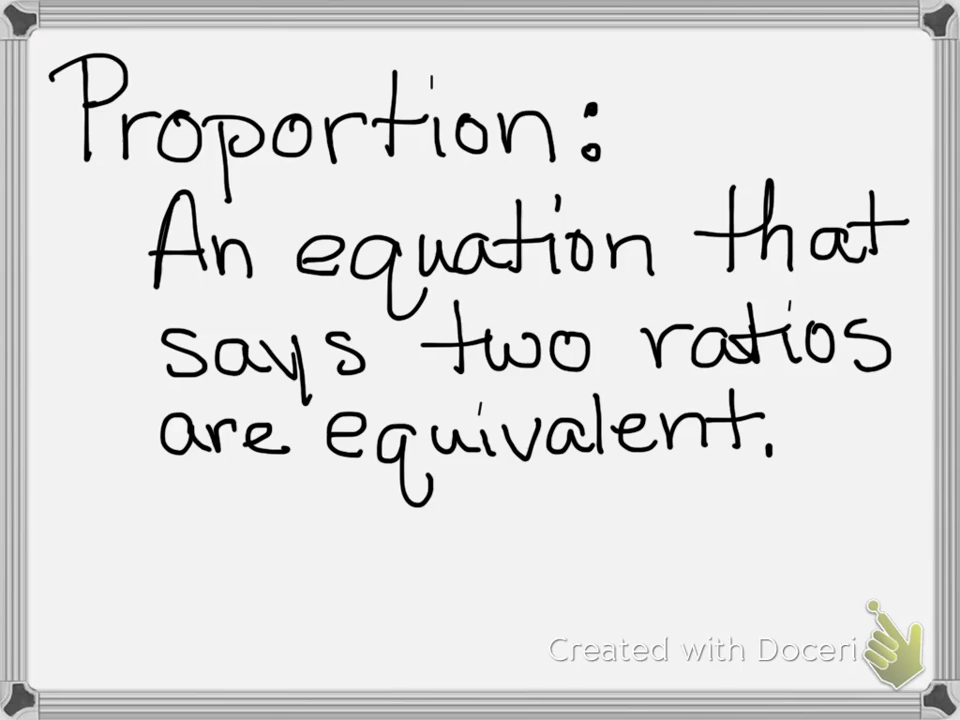 Proportion:
An equation that
says two ratios
are equivalent.
Created with Doceri